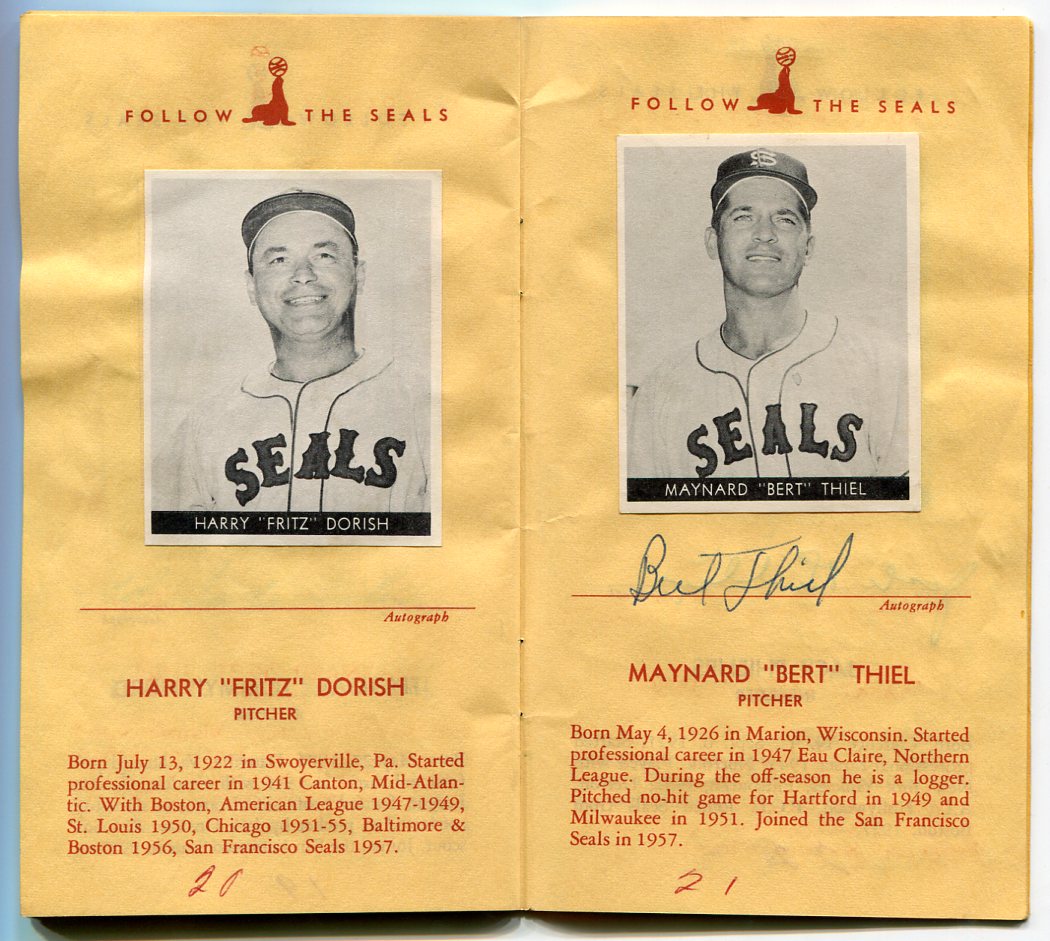 FOLLOW THE SEALS
SEALS
HARRY "FRITZ" DORISH
Autograph
HARRY "FRITZ" DORISH
PITCHER
Born July 13, 1922 in Swoyerville, Pa. Started
professional career in 1941 Canton, Mid-Atlan-
tic. With Boston, American League 1947-1949,
St. Louis 1950, Chicago 1951-55, Baltimore &
Boston 1956, San Francisco Seals 1957.
20
FOLLOW THE SEALS
SF
SEALS
MAYNARD "BERT" THIEL
Bert Thiel
Autograph
MAYNARD "BERT" THIEL
PITCHER
Born May 4, 1926 in Marion, Wisconsin. Started
professional career in 1947 Eau Claire, Northern
League. During the off-season he is a logger.
Pitched no-hit game for Hartford in 1949 and
Milwaukee in 1951. Joined the San Francisco
Seals in 1957.
21